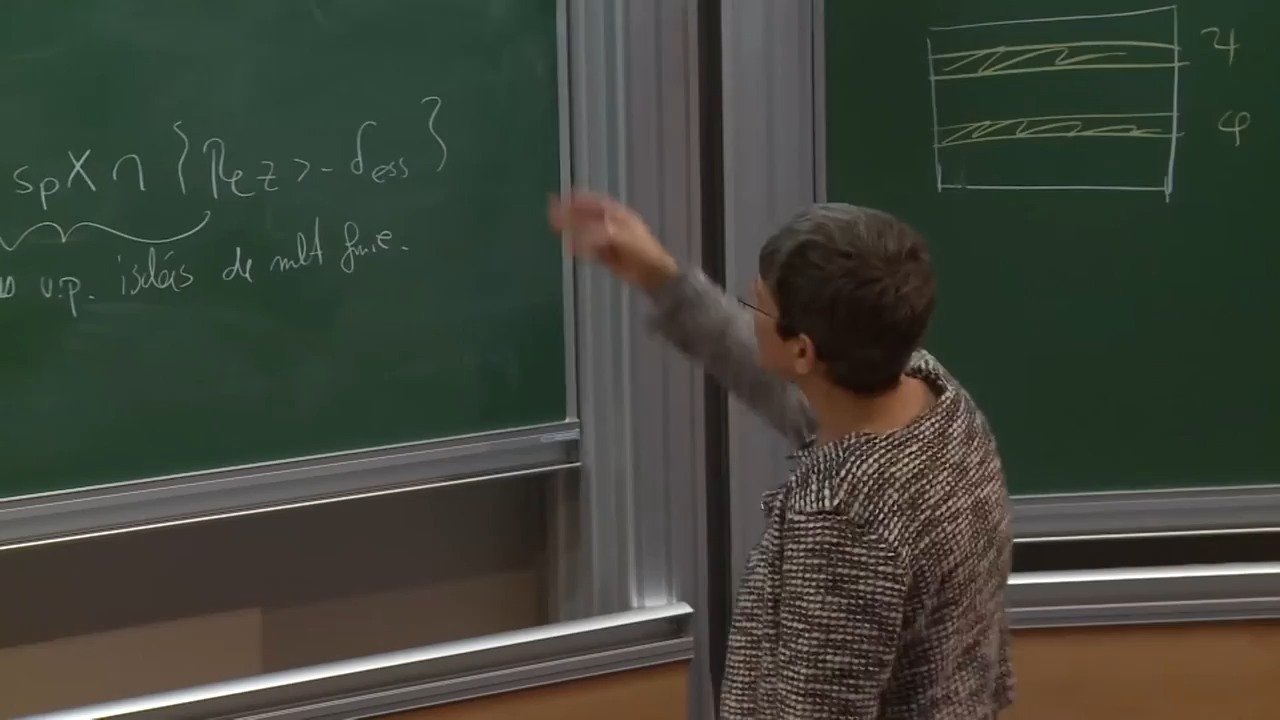 sp X ∩ { Re z > - δess }
v.p. isolés de mlt finie.
ψ
φ